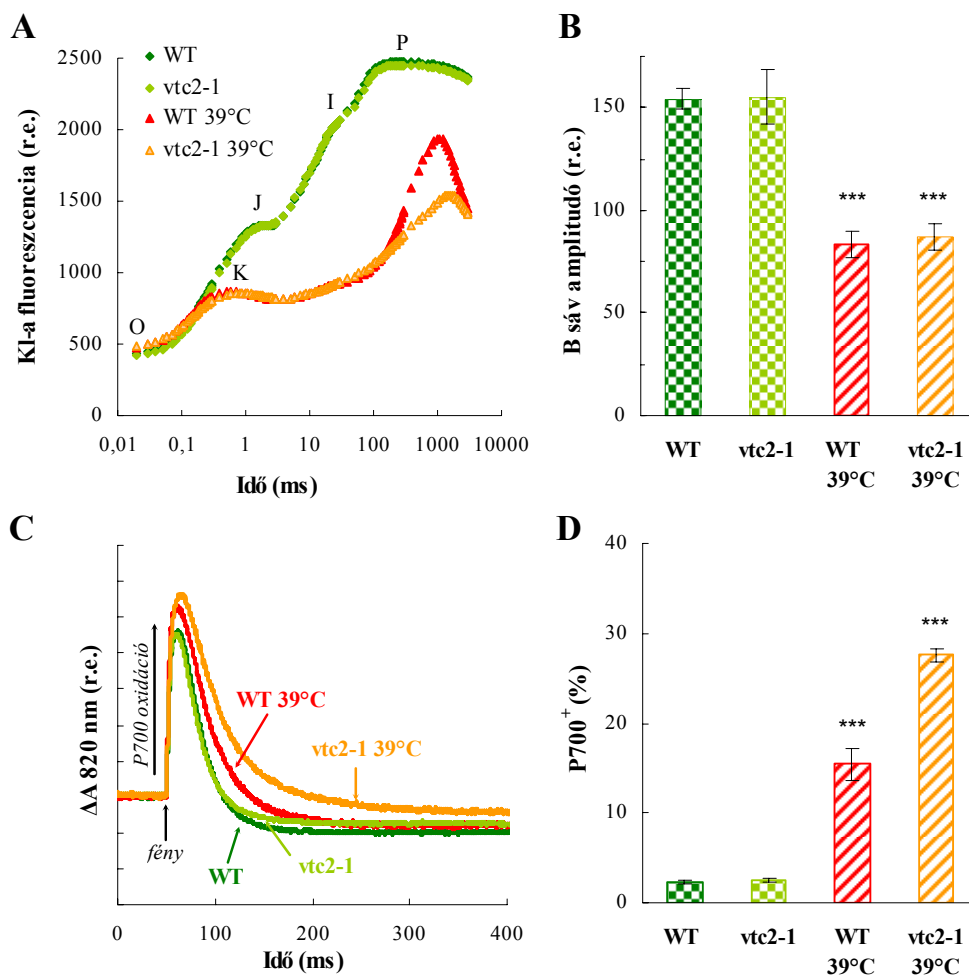 A
WT
vtc2-1
WT 39°C
vtc2-1 39°C
O
J
K
I
P
Kl-a fluoreszcencia (r.e.)
2500
2000
1500
1000
500
0
0,01 0,1 1 10 100 1000 10000
Idő (ms)
B
B sáv amplitudó (r.e.)
150
100
50
0
***
***
WT vtc2-1 WT 39°C vtc2-1 39°C
C
ΔA 820 nm (r.e.)
P700 oxidáció
fény
WT 39°C
vtc2-1 39°C
vtc2-1
WT
0 100 200 300 400
Idő (ms)
D
P700+ (%)
40
30
20
10
0
***
***
WT vtc2-1 WT 39°C vtc2-1 39°C